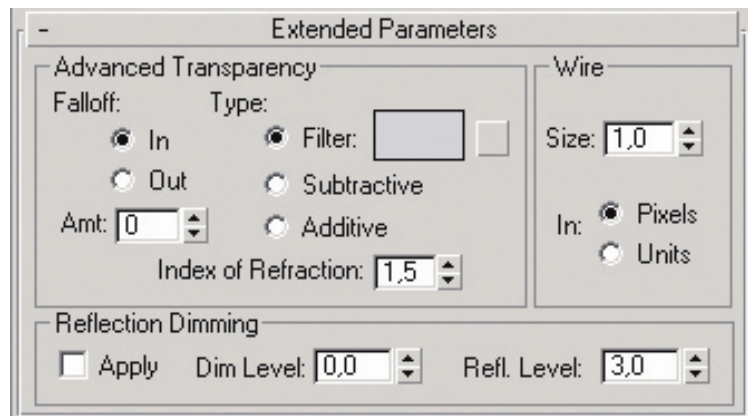 - Extended Parameters
Advanced Transparency
Falloff: Type:
In Filter:
Out Subtractive
Amt: 0 Additive
Index of Refraction: 1,5
Wire
Size: 1,0
In: Pixels
Units
Reflection Dimming
Apply Dim Level: 0,0 Refl. Level: 3,0